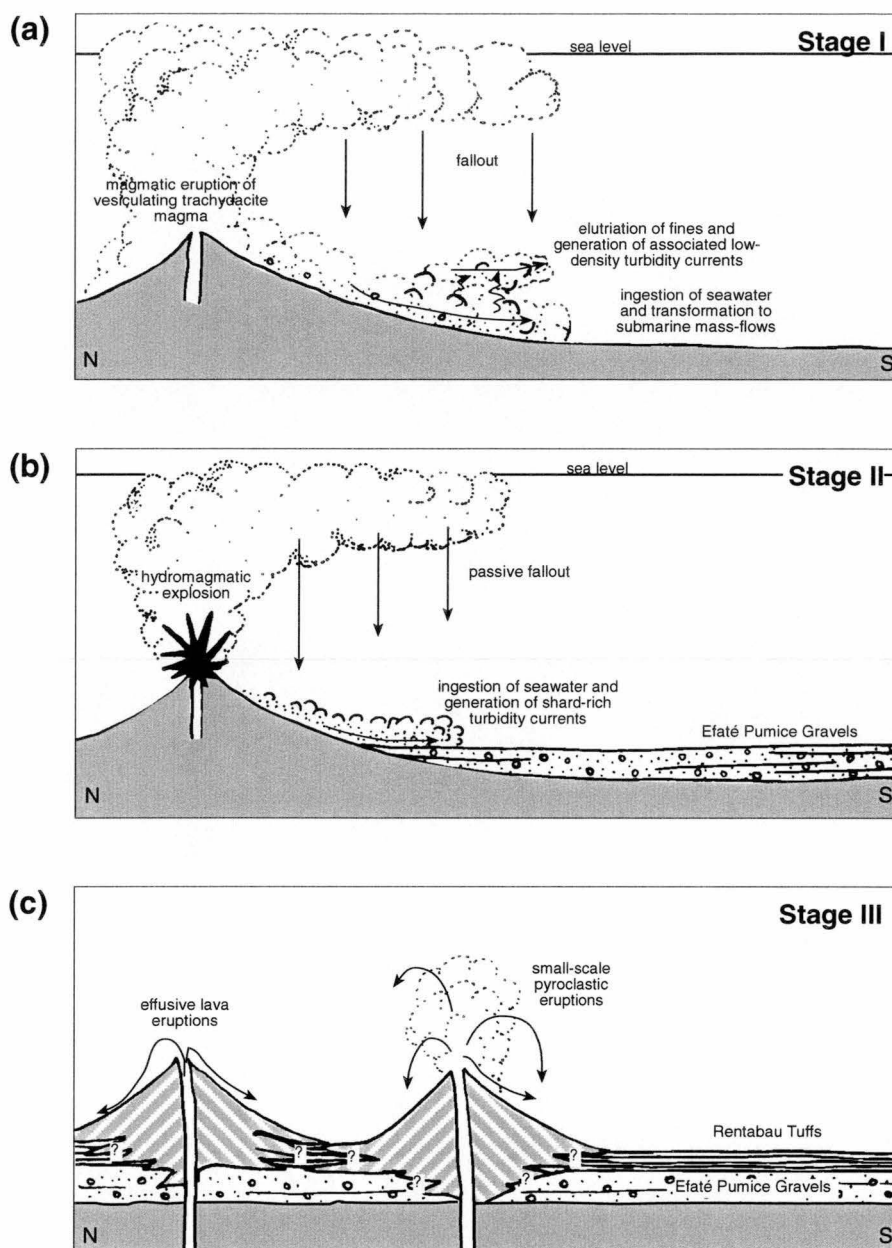 (a)
Stage I
sea level
fallout
magmatic eruption of
vesiculating trachydacite
magma
elutriation of fines and
generation of associated low-
density turbidity currents
ingestion of seawater
and transformation to
submarine mass-flows
N
S
(b)
Stage II
sea level
hydromagmatic
explosion
passive fallout
ingestion of seawater and
generation of shard-rich
turbidity currents
Efaté Pumice Gravels
N
S
(c)
Stage III
small-scale
pyroclastic
eruptions
effusive lava
eruptions
Rentabau Tuffs
? ? ? ?
? ?
Efaté Pumice Gravels
N
S